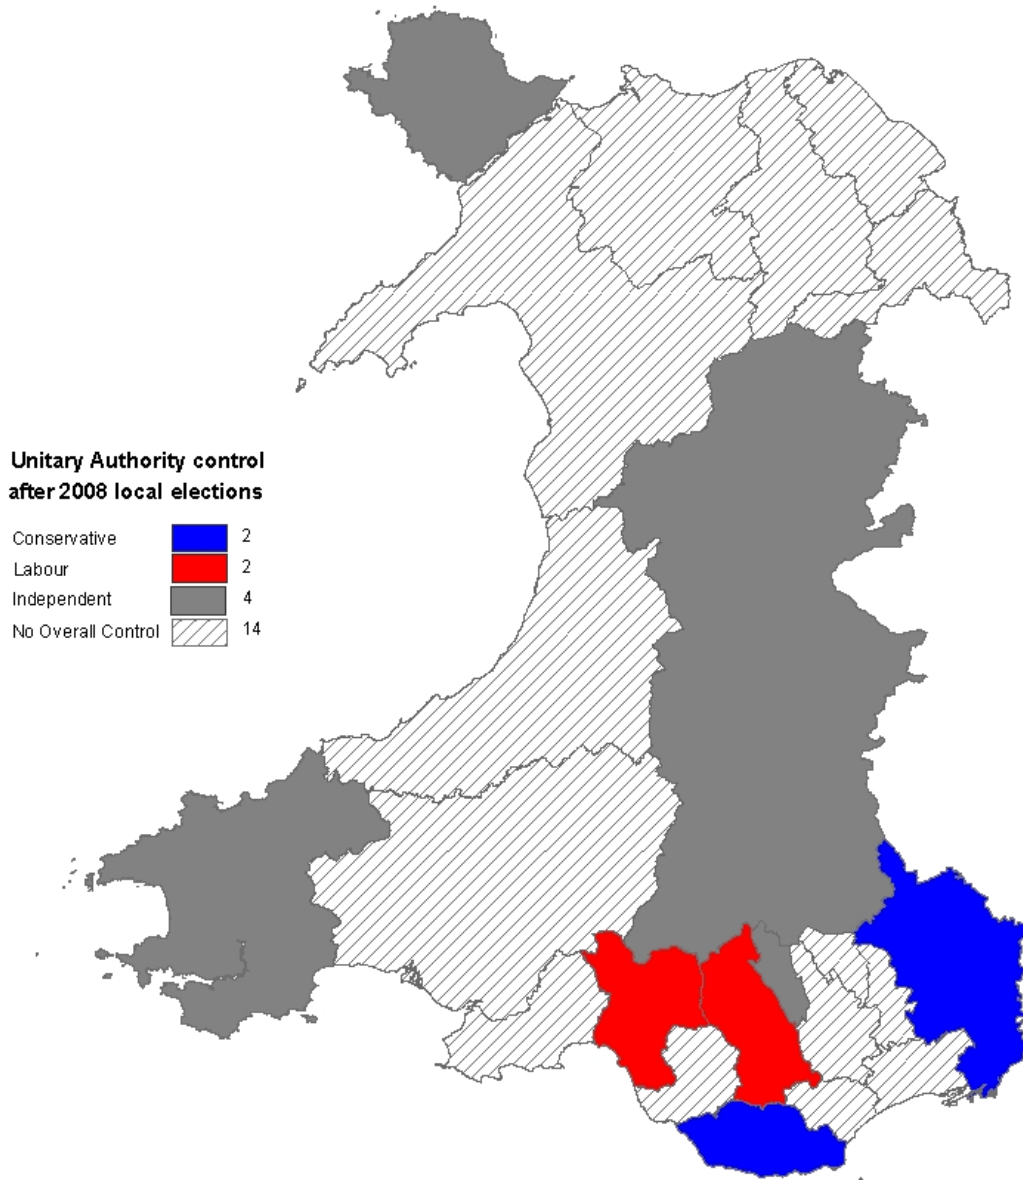 Unitary Authority control
after 2008 local elections
Conservative 2
Labour 2
Independent 4
No Overall Control 14